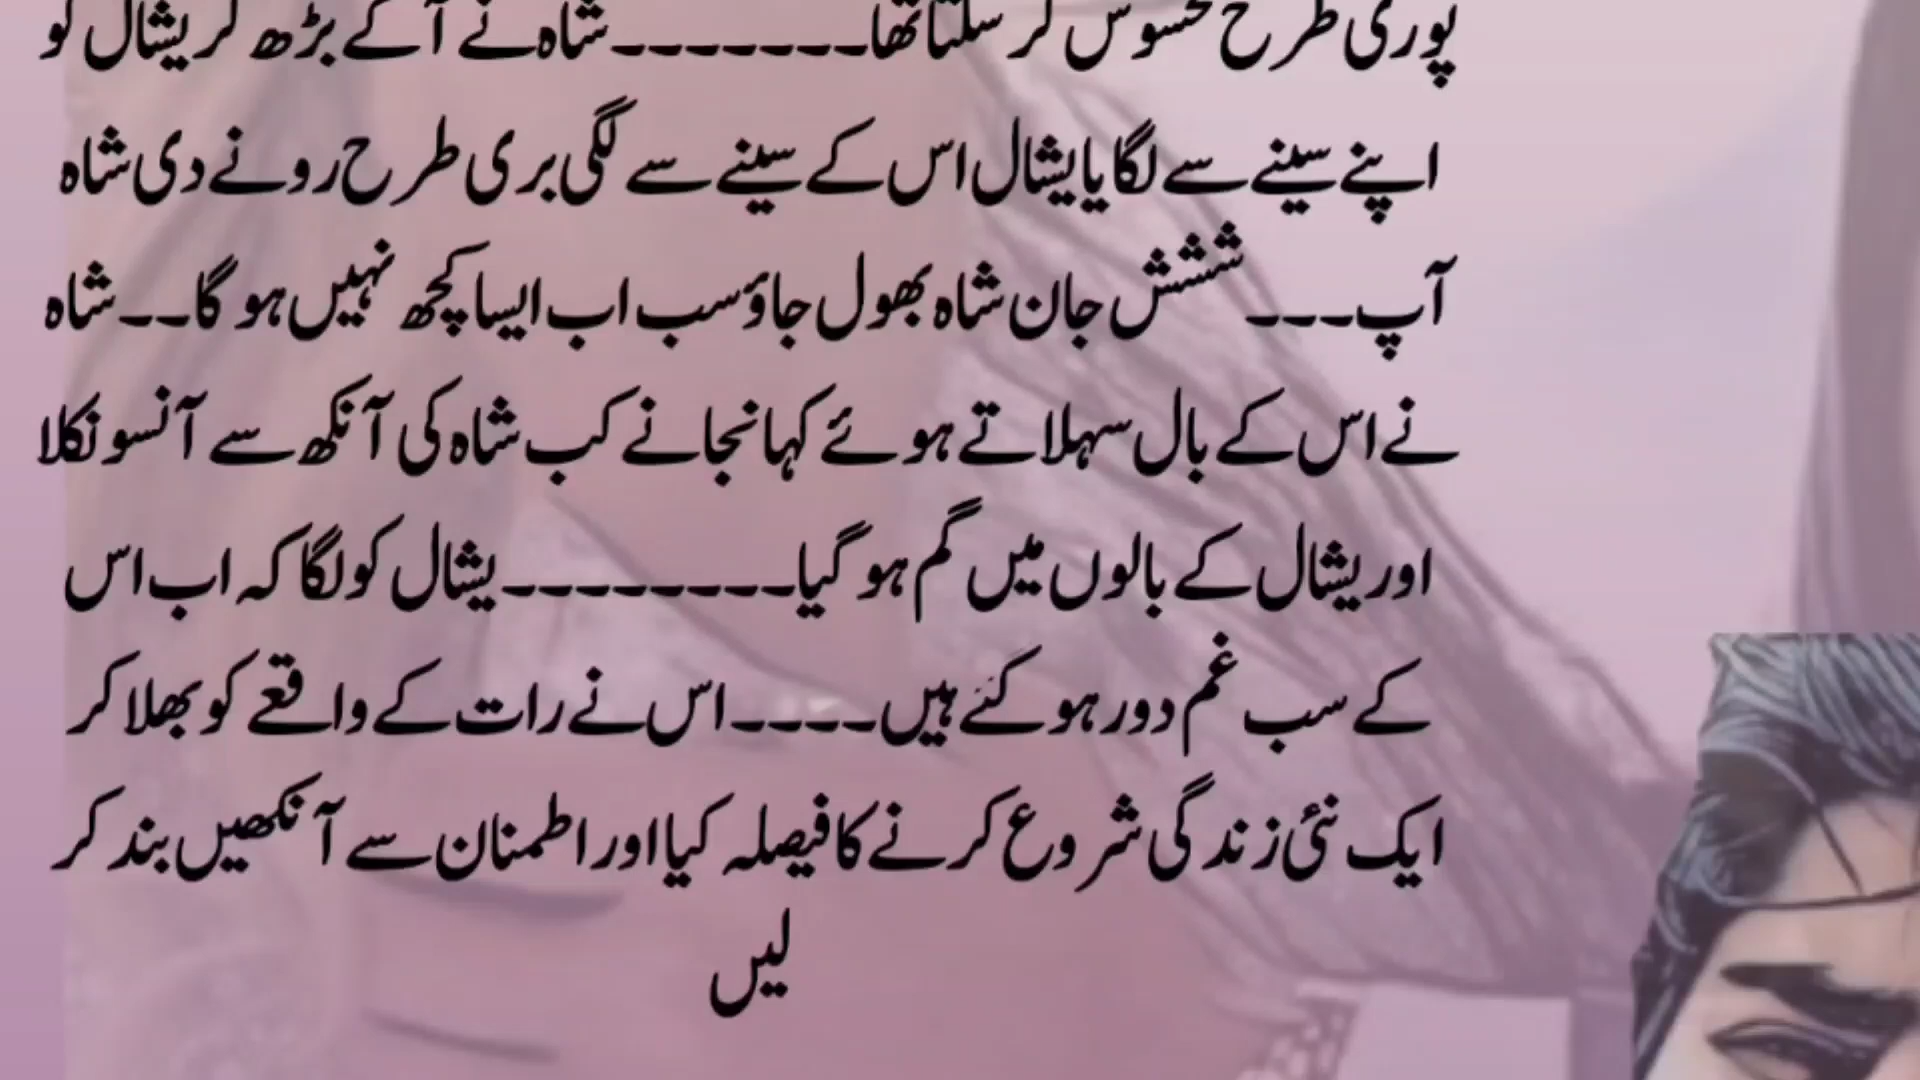 پوری طرح محسوس کر سکتا تھا۔۔۔۔۔۔۔۔شاہ نے آگے بڑھ کر یشال کو
اپنے سینے سے لگایا یشال اس کے سینے سے لگی بری طرح رونے دی شاہ
آپ۔۔۔۔ششششش جان شاہ بھول جاؤ سب اب ایسا کچھ نہیں ہو گا۔۔شاہ
نے اس کے بال سہلاتے ہوئے کہا نجانے کب شاہ کی آنکھ سے آنسو نکلا
اور یشال کے بالوں میں گم ہو گیا۔۔۔۔۔۔۔۔۔یشال کو لگا کہ اب اس
کے سب غم دور ہو گئے ہیں۔۔۔۔۔اس نے رات کے واقعے کو بھلا کر
ایک نئی زندگی شروع کرنے کا فیصلہ کیا اور اطمنان سے آنکھیں بند کر
لیں